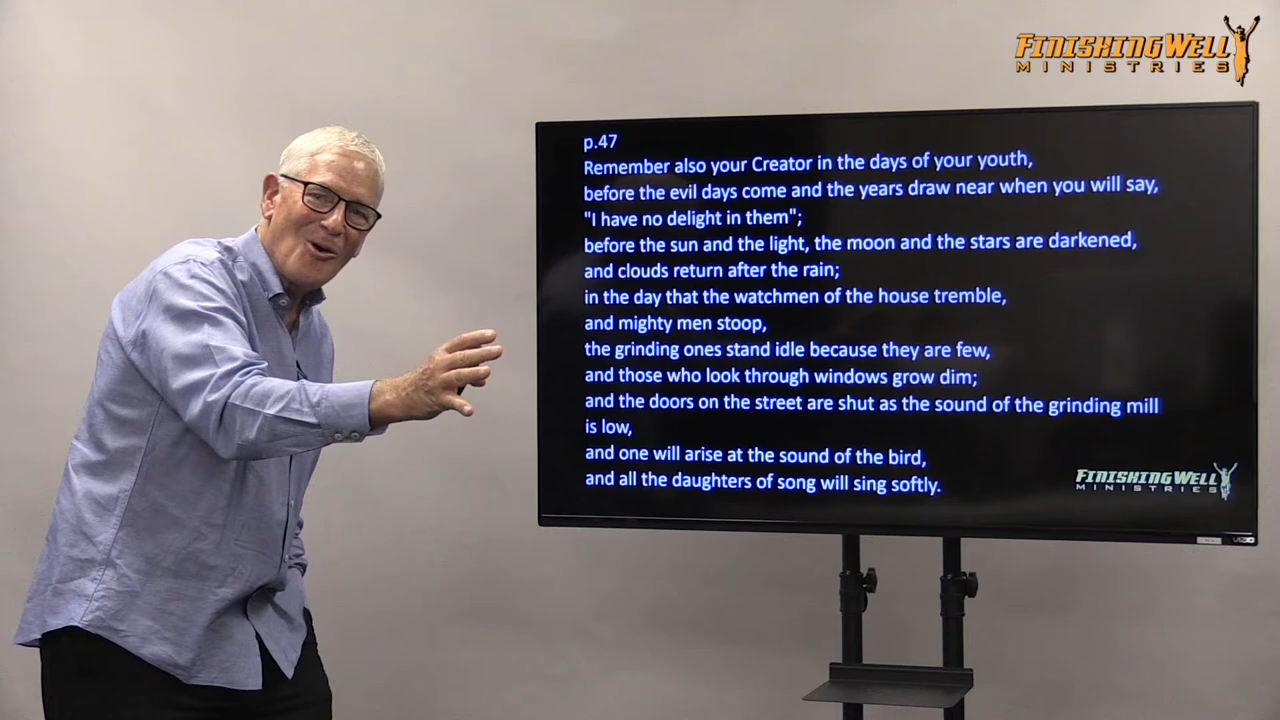 FINISHINGWELL
MINISTRIES
p.47
Remember also your Creator in the days of your youth,
before the evil days come and the years draw near when you will say,
"I have no delight in them";
before the sun and the light, the moon and the stars are darkened,
and clouds return after the rain;
in the day that the watchmen of the house tremble,
and mighty men stoop,
the grinding ones stand idle because they are few,
and those who look through windows grow dim;
and the doors on the street are shut as the sound of the grinding mill
is low,
and one will arise at the sound of the bird,
and all the daughters of song will sing softly.
FINISHINGWELL
MINISTRIES
VIZIO